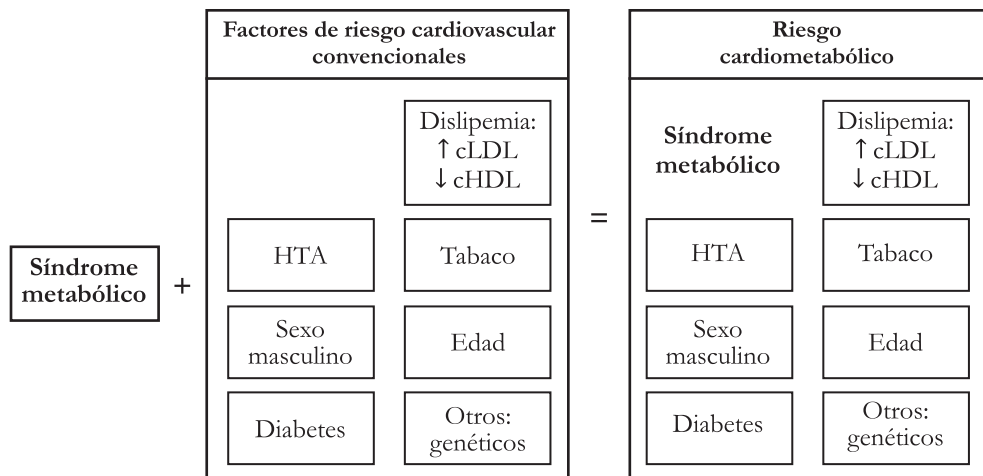 Síndrome
metabólico
+
Factores de riesgo cardiovascular
convencionales
Dislipemia:
↑ cLDL
↓ cHDL
HTA
Tabaco
Sexo
masculino
Edad
Diabetes
Otros:
genéticos
=
Riesgo
cardiometabólico
Síndrome
metabólico
Dislipemia:
↑ cLDL
↓ cHDL
HTA
Tabaco
Sexo
masculino
Edad
Diabetes
Otros:
genéticos